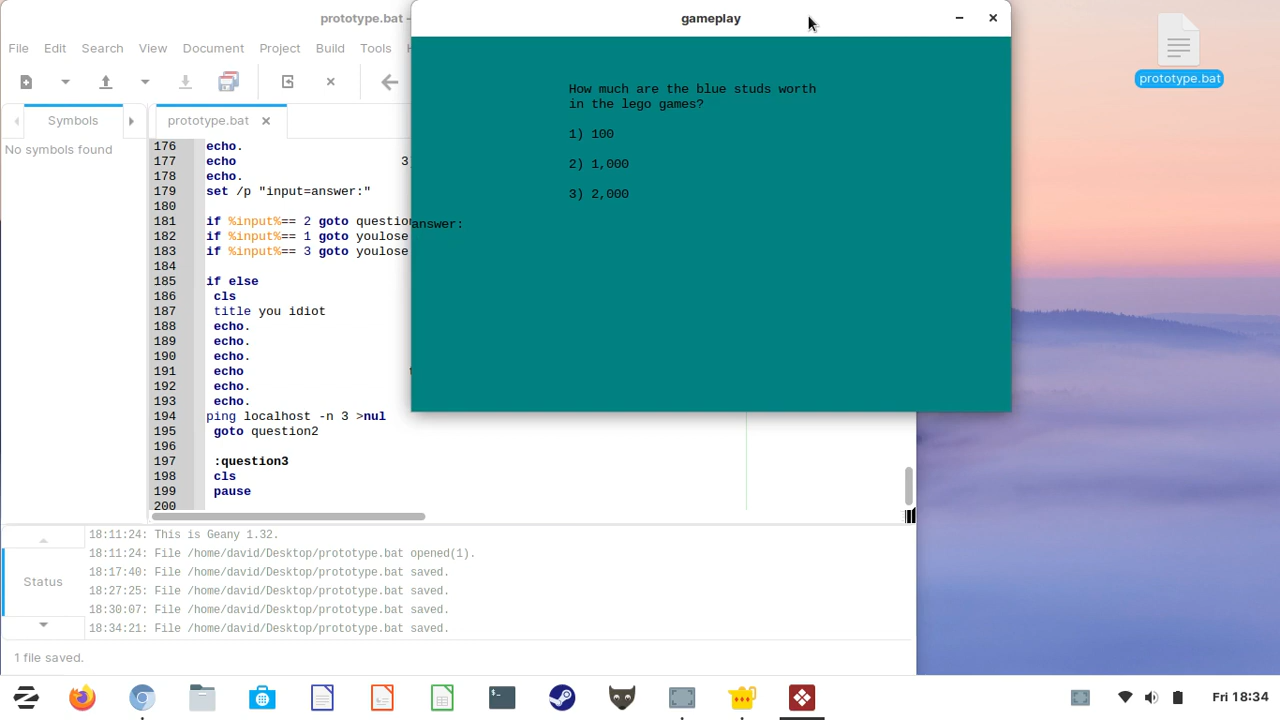 prototype.bat -
gameplay
File Edit Search View Document Project Build Tools
Symbols
prototype.bat
No symbols found
176 echo.
177 echo 3
178 echo.
179 set /p "input=answer:"
180
181 if %input%== 2 goto question
182 if %input%== 1 goto youlose
183 if %input%== 3 goto youlose
184
185 if else
186 cls
187 title you idiot
188 echo.
189 echo.
190 echo.
191 echo
192 echo.
193 echo.
194 ping localhost -n 3 >nul
195 goto question2
196
197 :question3
198 cls
199 pause
200
How much are the blue studs worth
in the lego games?
1) 100
2) 1,000
3) 2,000
answer:
prototype.bat
Status
18:11:24: This is Geany 1.32.
18:11:24: File /home/david/Desktop/prototype.bat opened(1).
18:17:40: File /home/david/Desktop/prototype.bat saved.
18:27:25: File /home/david/Desktop/prototype.bat saved.
18:30:07: File /home/david/Desktop/prototype.bat saved.
18:34:21: File /home/david/Desktop/prototype.bat saved.
1 file saved.
Fri 18:34